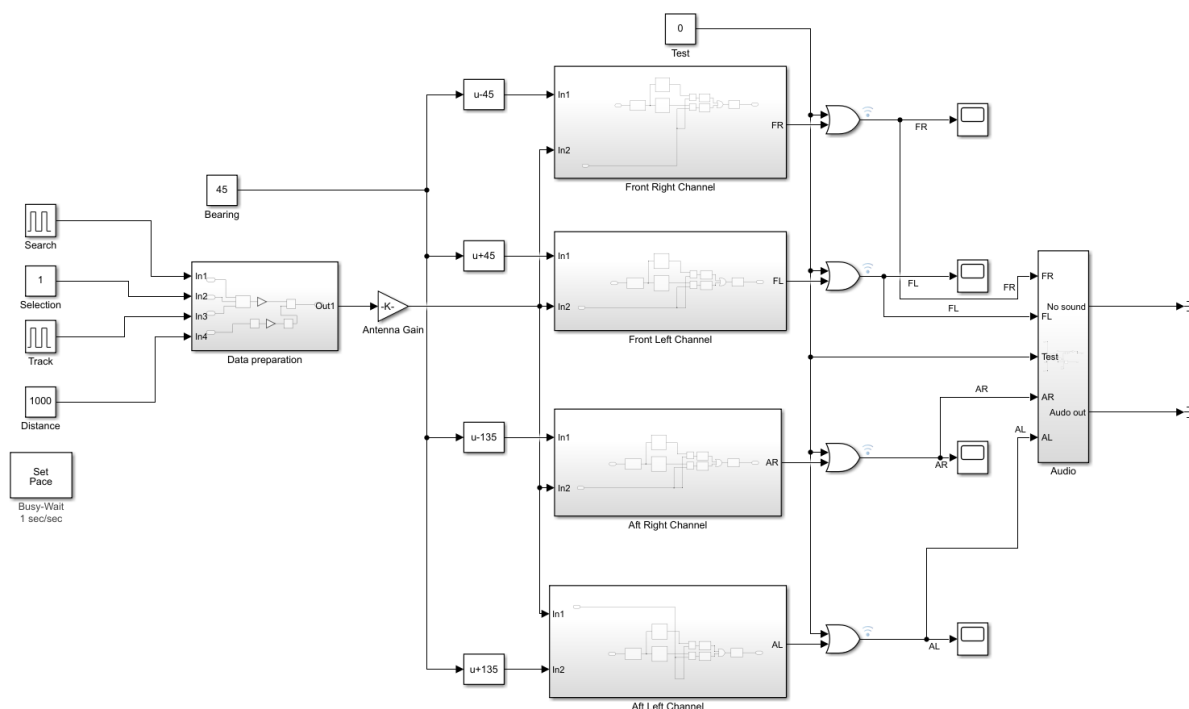 0
Test
u-45
In1
In2
FR
Front Right Channel
FR
45
Bearing
Search
1
Selection
Track
1000
Distance
Set
Pace
Busy-Wait
1 sec/sec
In1
In2
In3
In4
Out1
Data preparation
-K-
Antenna Gain
u+45
In1
In2
FL
Front Left Channel
FL
FR
FL
FR
No sound
FL
Test
AR
Audo out
AL
Audio
u-135
In1
In2
AR
Aft Right Channel
AR
AR
AL
u+135
In1
In2
AL
Aft Left Channel
AL